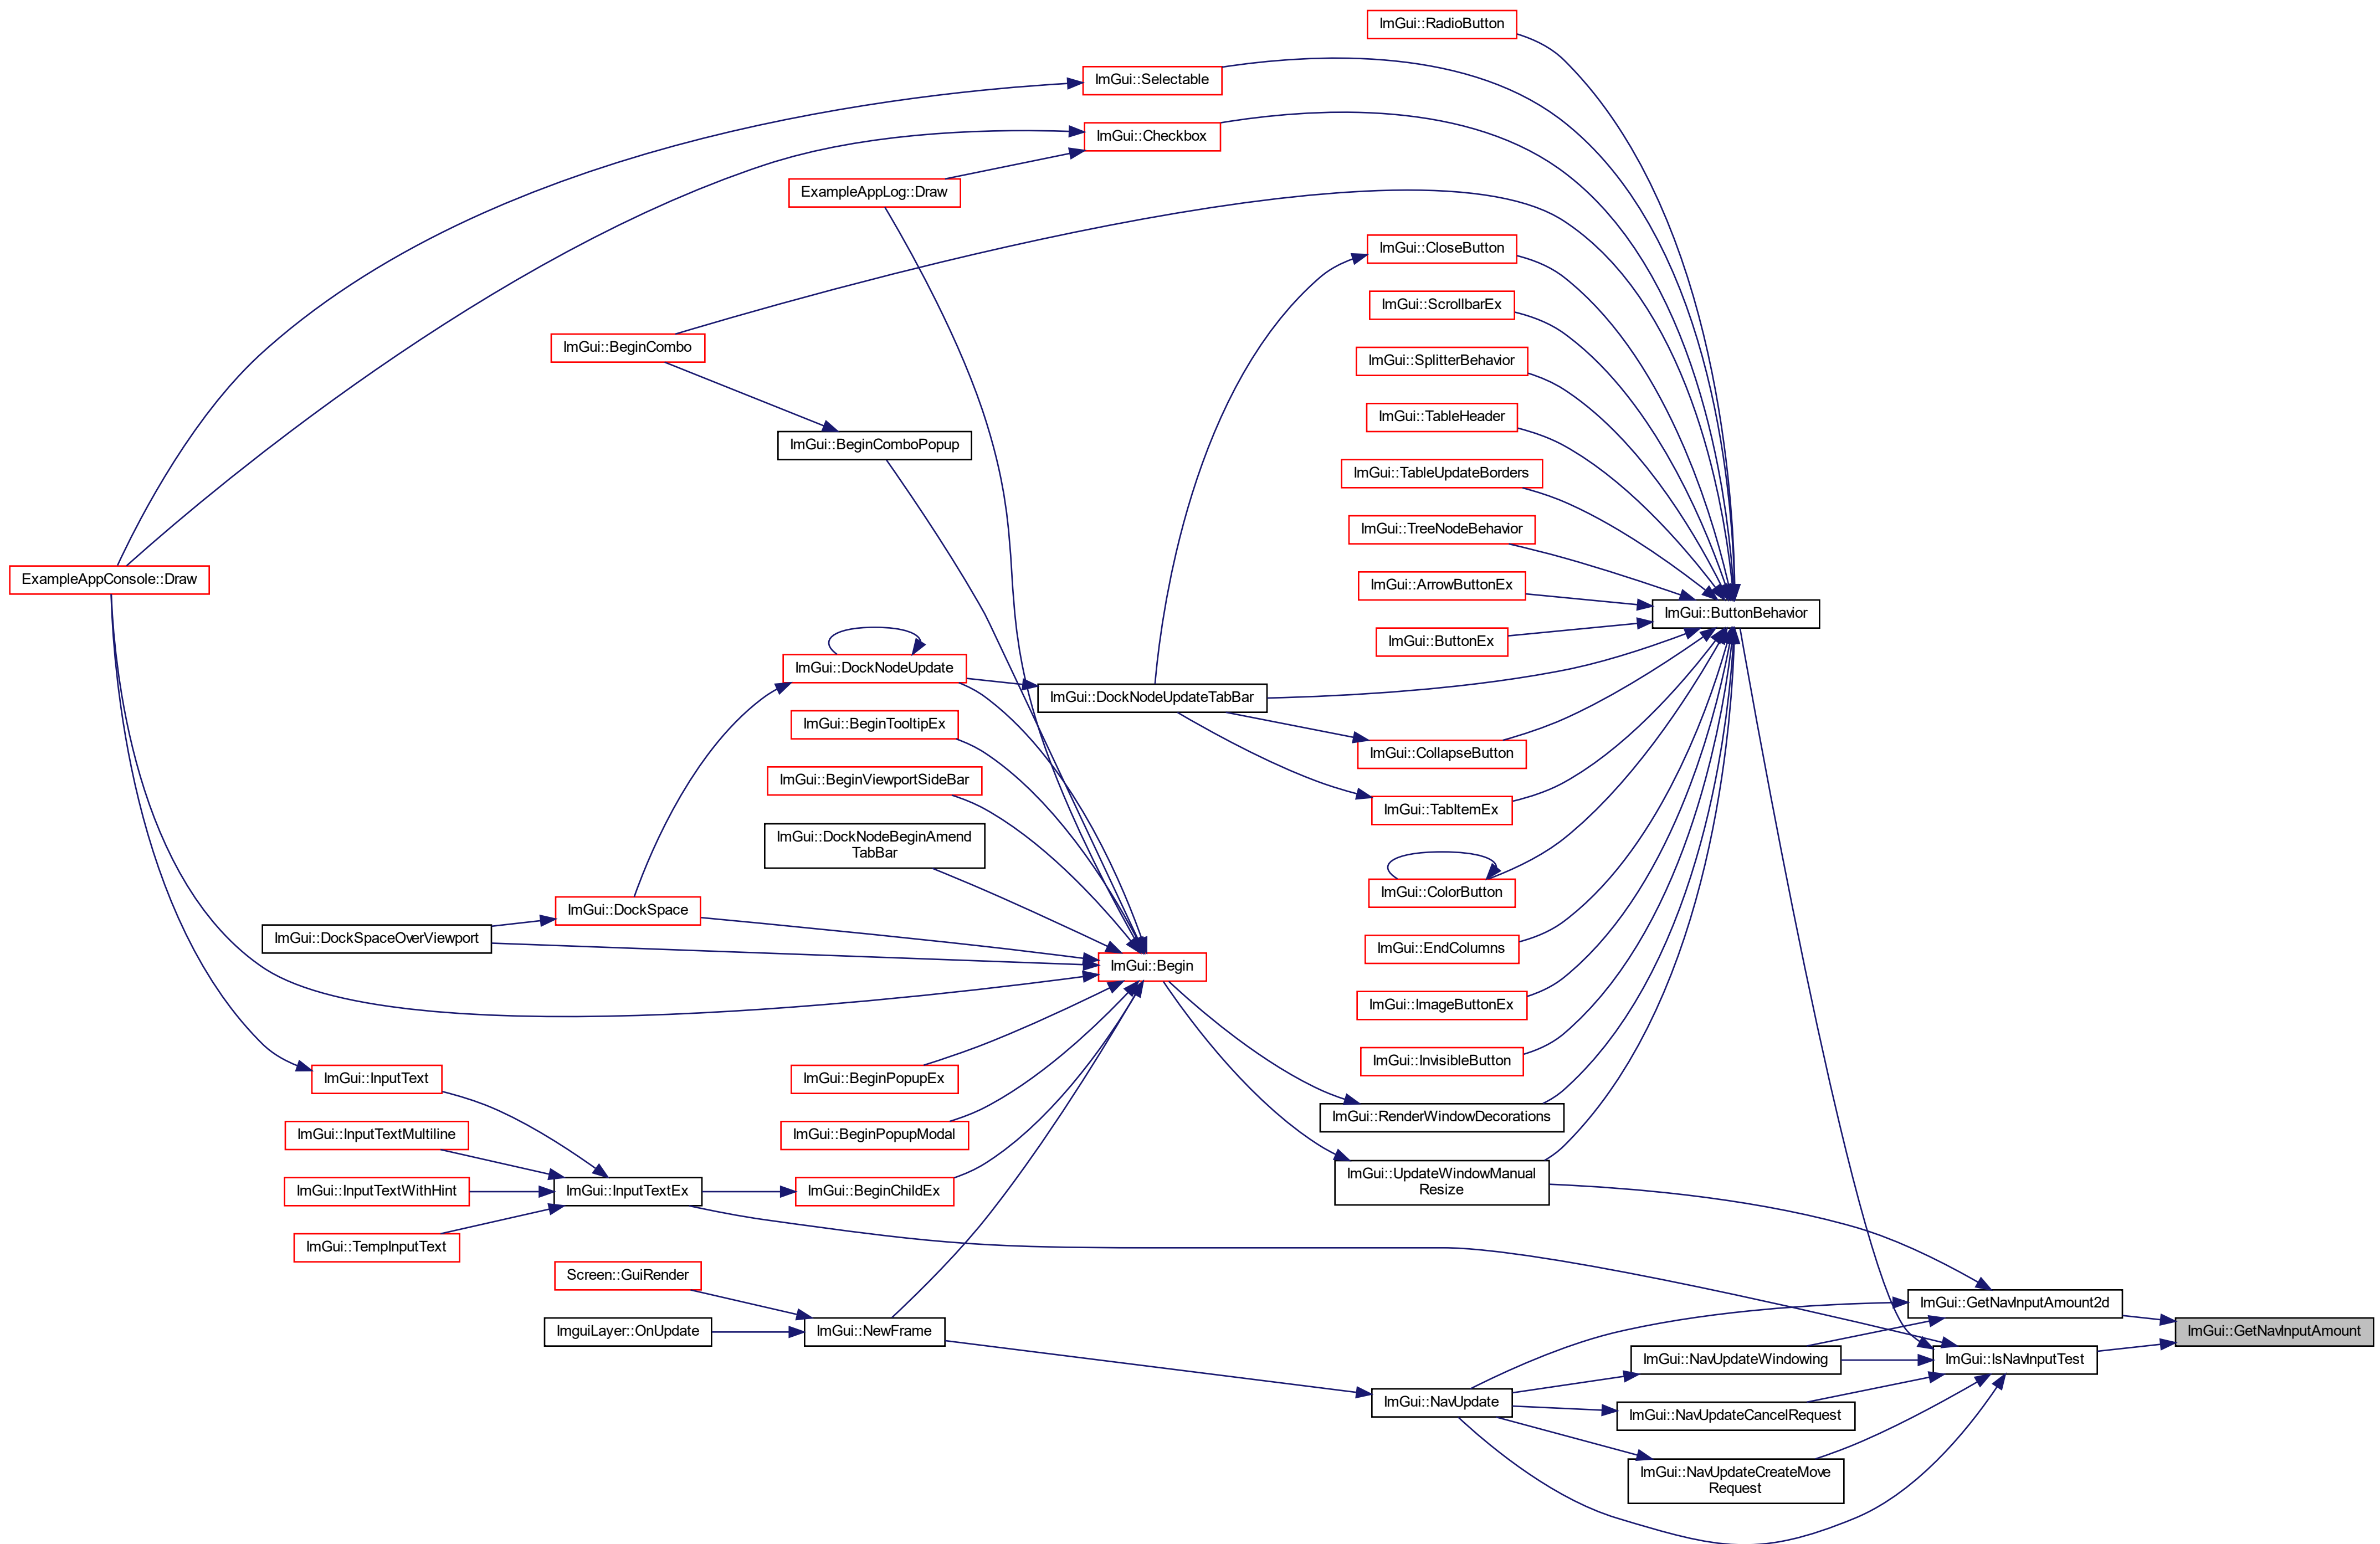 ImGui::RadioButton
ImGui::Selectable
ImGui::Checkbox
ExampleAppLog::Draw
ImGui::CloseButton
ImGui::ScrollbarEx
ImGui::BeginCombo
ImGui::SplitterBehavior
ImGui::TableHeader
ImGui::BeginComboPopup
ImGui::TableUpdateBorders
ImGui::TreeNodeBehavior
ExampleAppConsole::Draw
ImGui::ArrowButtonEx
ImGui::ButtonBehavior
ImGui::ButtonEx
ImGui::DockNodeUpdate
ImGui::DockNodeUpdateTabBar
ImGui::BeginTooltipEx
ImGui::CollapseButton
ImGui::BeginViewportSideBar
ImGui::TabItemEx
ImGui::DockNodeBeginAmend
TabBar
ImGui::ColorButton
ImGui::DockSpace
ImGui::DockSpaceOverViewport
ImGui::EndColumns
ImGui::Begin
ImGui::ImageButtonEx
ImGui::InvisibleButton
ImGui::InputText
ImGui::BeginPopupEx
ImGui::RenderWindowDecorations
ImGui::InputTextMultiline
ImGui::BeginPopupModal
ImGui::UpdateWindowManual
Resize
ImGui::InputTextWithHint
ImGui::InputTextEx
ImGui::BeginChildEx
ImGui::TempInputText
Screen::GuiRender
ImGui::GetNavInputAmount2d
ImguiLayer::OnUpdate
ImGui::NewFrame
ImGui::GetNavInputAmount
ImGui::NavUpdateWindowing
ImGui::IsNavInputTest
ImGui::NavUpdate
ImGui::NavUpdateCancelRequest
ImGui::NavUpdateCreateMove
Request